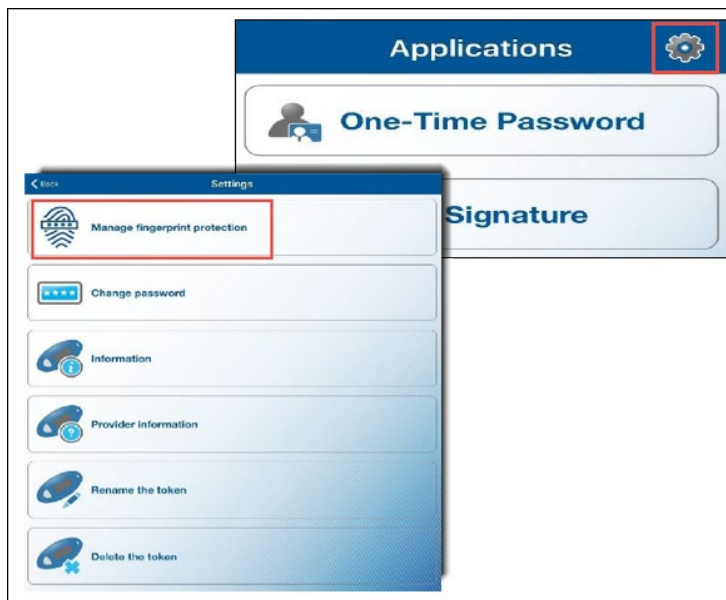 Applications
One-Time Password
Signature
Back
Settings
Manage fingerprint protection
Change password
Information
Provider information
Rename the token
Delete the token